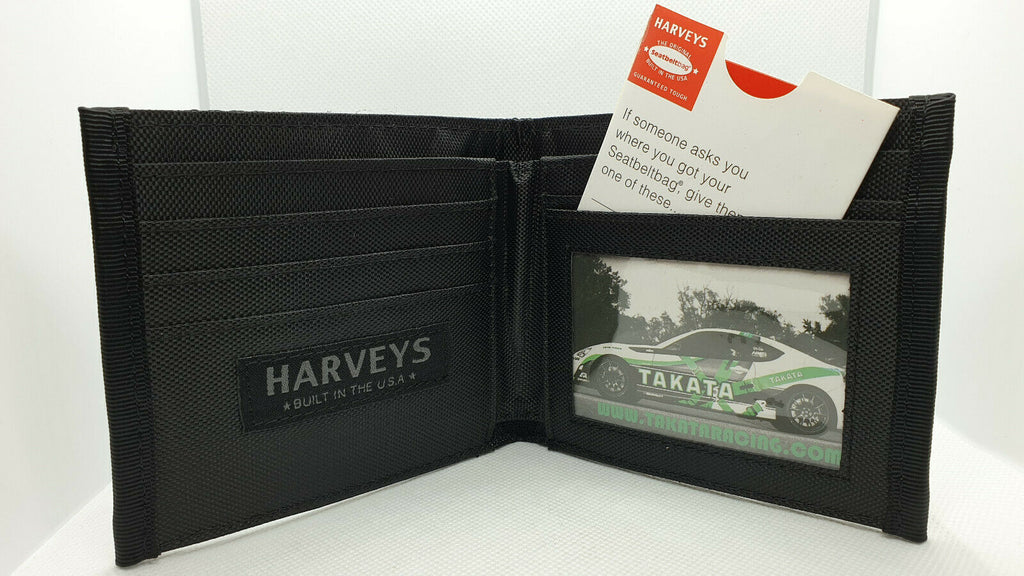 HARVEYS
THE ORIGINAL
Seatbeltbag®
BUILT IN THE USA
GUARANTEED TOUGH
If someone asks you
where you got your
Seatbeltbag®, give
one of these..
HARVEYS
★BUILT IN THE U.S.A★
TAKATA
TAKATA
WWW.TAKATARACING.COM